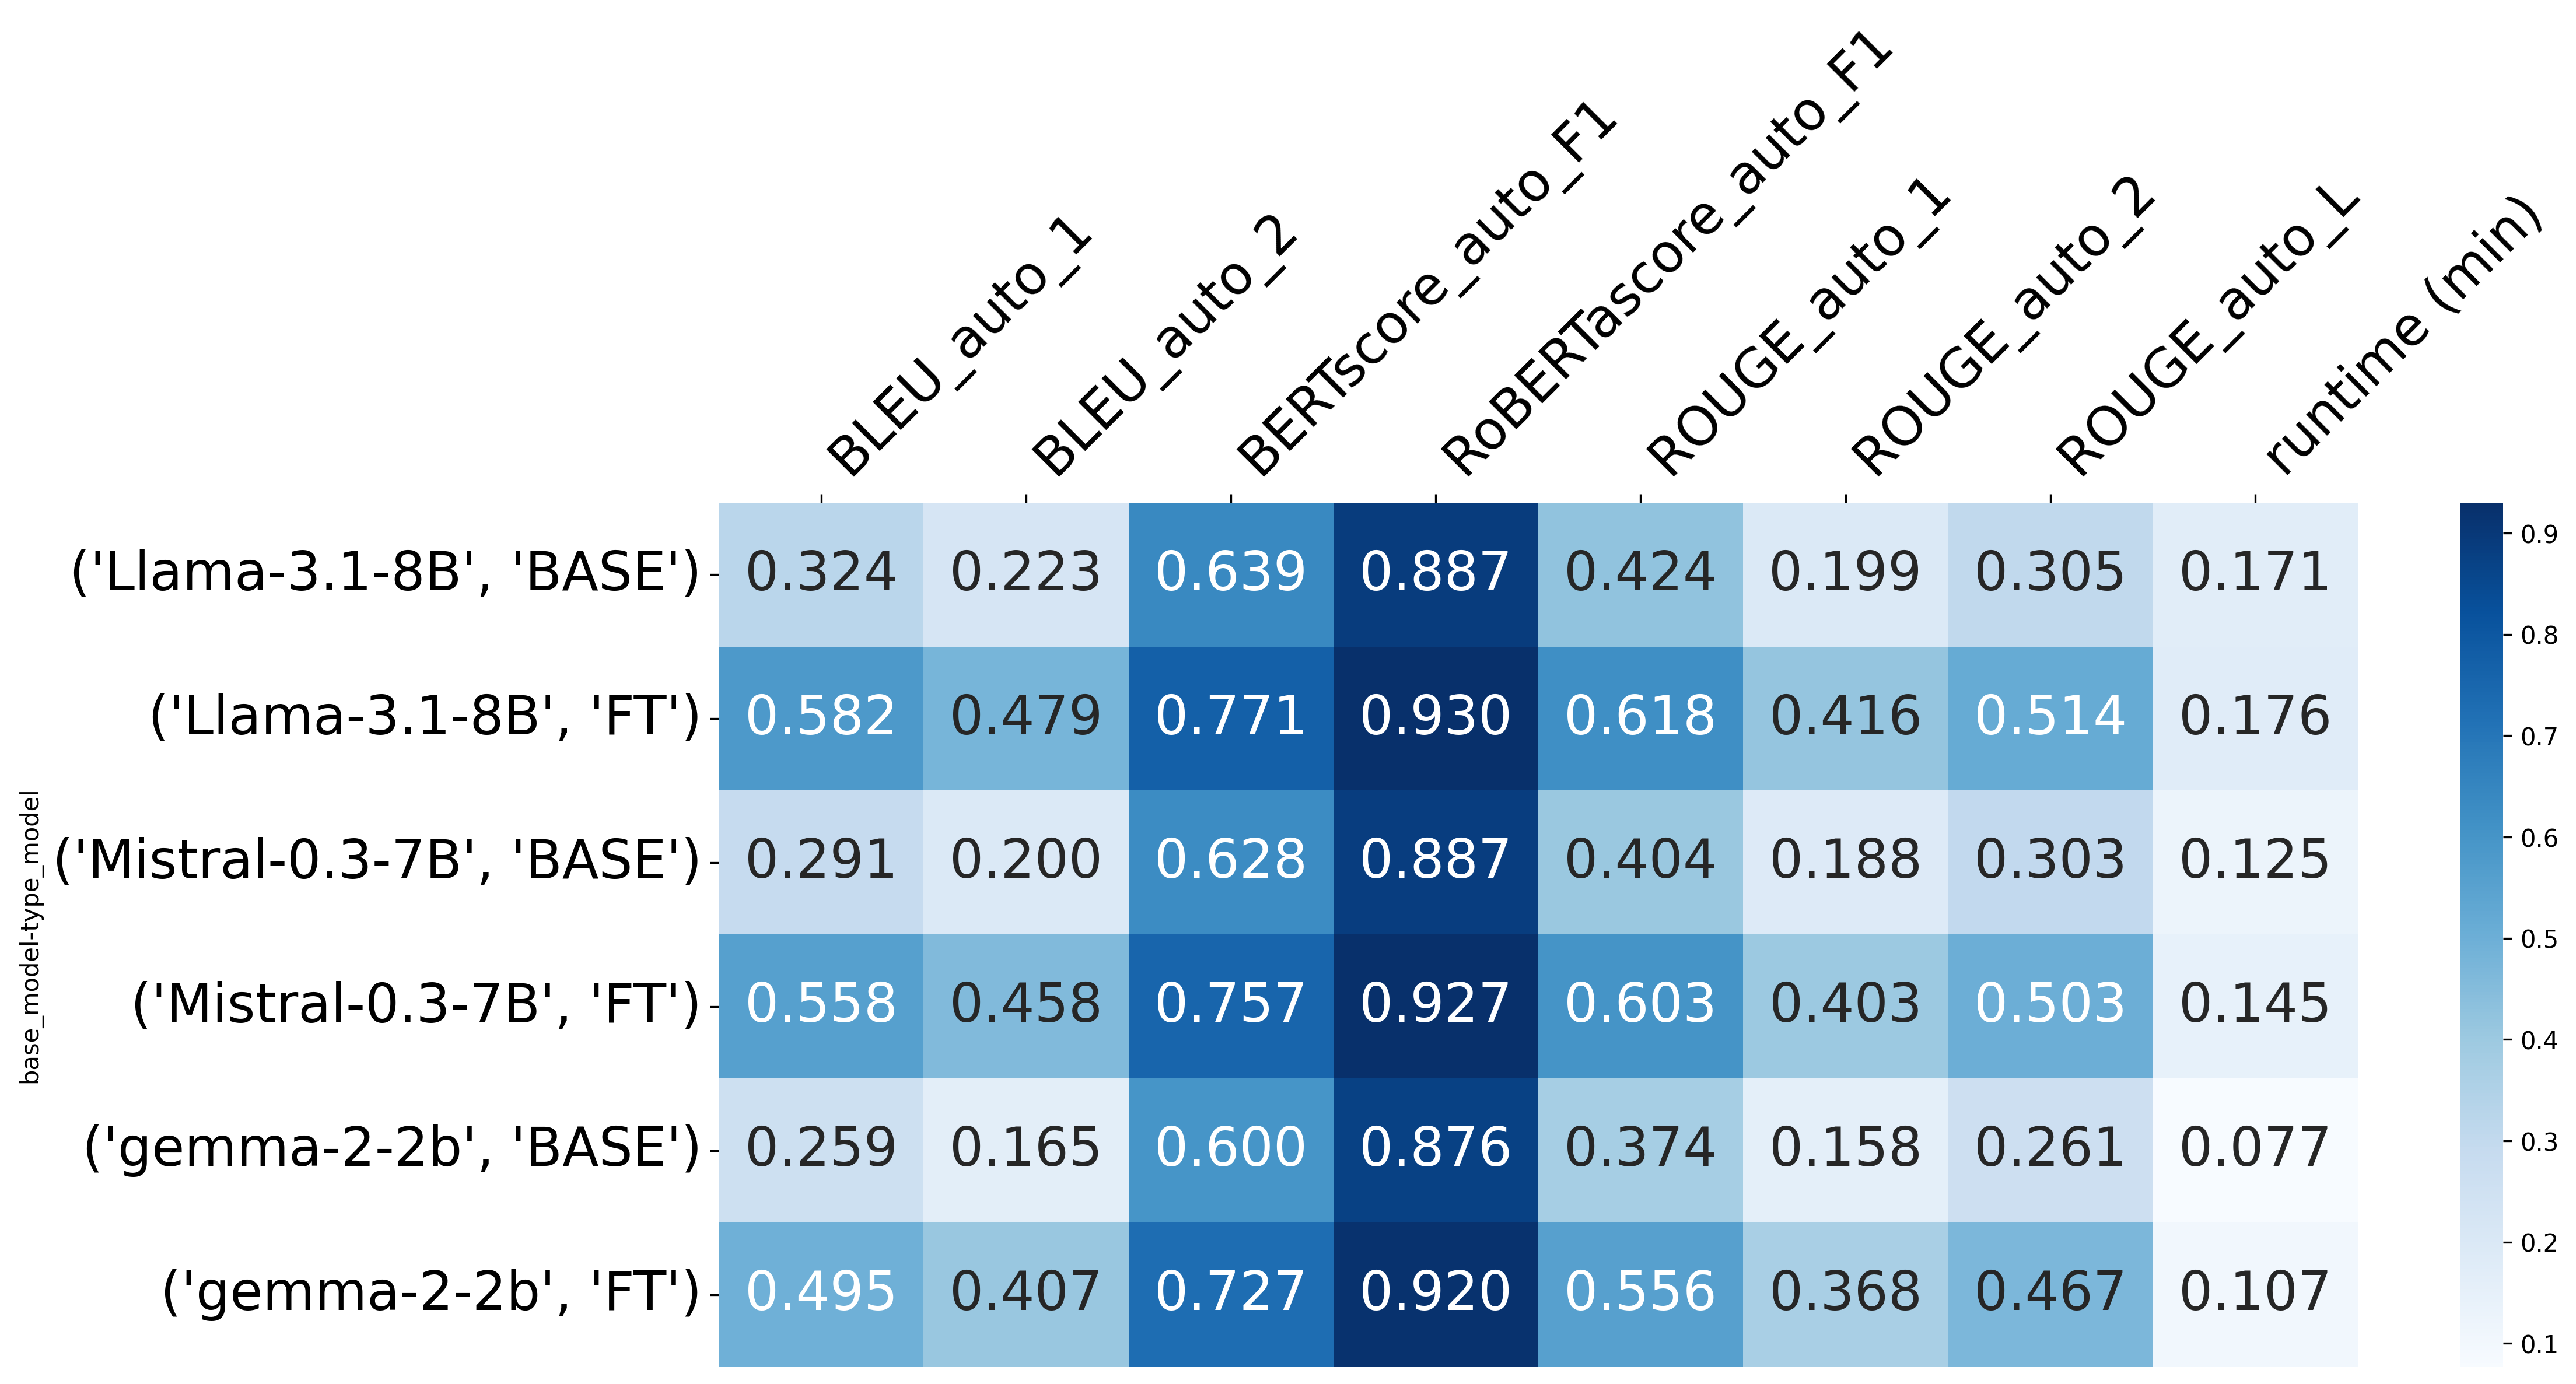 BLEU_auto_1
BLEU_auto_2
BERTscore_auto_F1
RoBERTascore_auto_F1
ROUGE_auto_1
ROUGE_auto_2
ROUGE_auto_L
runtime (min)
('Llama-3.1-8B', 'BASE') 0.324 0.223 0.639 0.887 0.424 0.199 0.305 0.171
('Llama-3.1-8B', 'FT') 0.582 0.479 0.771 0.930 0.618 0.416 0.514 0.176
('Mistral-0.3-7B', 'BASE') 0.291 0.200 0.628 0.887 0.404 0.188 0.303 0.125
('Mistral-0.3-7B', 'FT') 0.558 0.458 0.757 0.927 0.603 0.403 0.503 0.145
('gemma-2-2b', 'BASE') 0.259 0.165 0.600 0.876 0.374 0.158 0.261 0.077
('gemma-2-2b', 'FT') 0.495 0.407 0.727 0.920 0.556 0.368 0.467 0.107
base_model-type_model
0.9
0.8
0.7
0.6
0.5
0.4
0.3
0.2
0.1